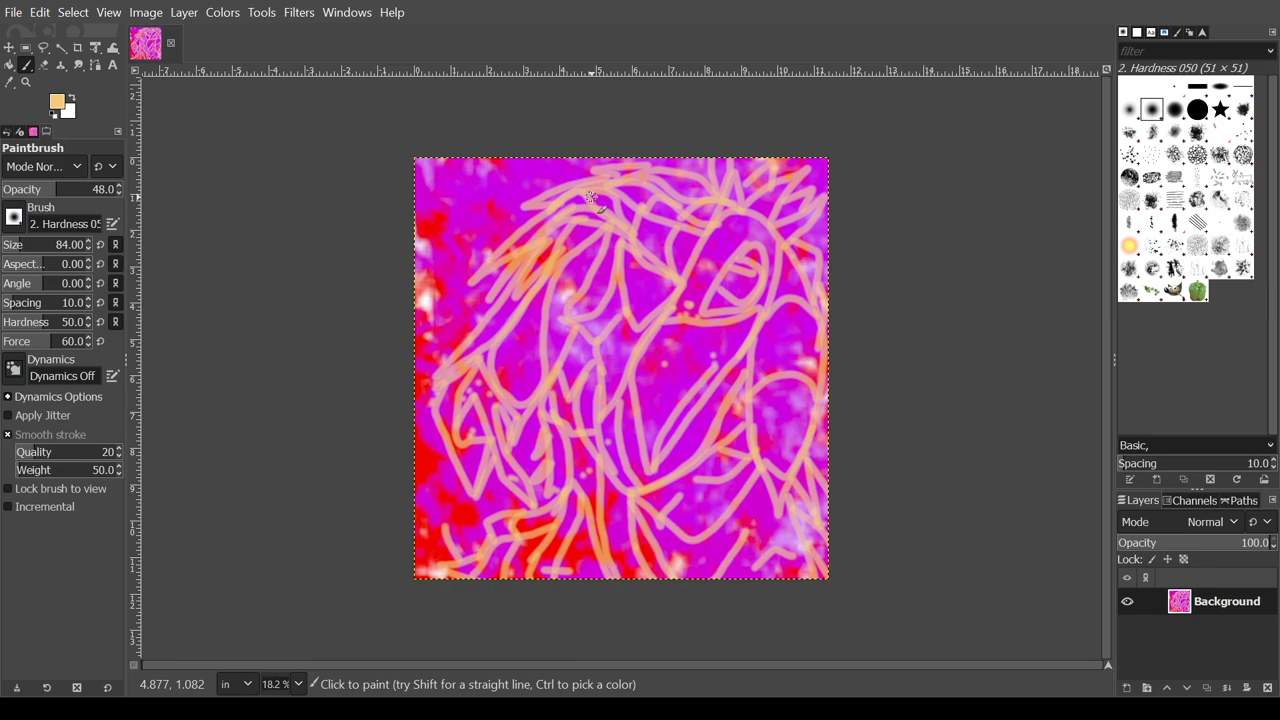 File Edit Select View Image Layer Colors Tools Filters Windows Help
filter
2. Hardness 050 (51 × 51)
Paintbrush
Mode Nor...
Opacity 48.0
Brush
2. Hardness 05
Size 84.00
Aspect... 0.00
Angle 0.00
Spacing 10.0
Hardness 50.0
Force 60.0
Dynamics
Dynamics Off
Dynamics Options
Apply Jitter
Smooth stroke
Quality 20
Weight 50.0
Lock brush to view
Incremental
Basic,
Spacing 10.0
Layers Channels Paths
Mode Normal
Opacity 100.0
Lock:
Background
4.877, 1.082 in 18.2 % Click to paint (try Shift for a straight line, Ctrl to pick a color)